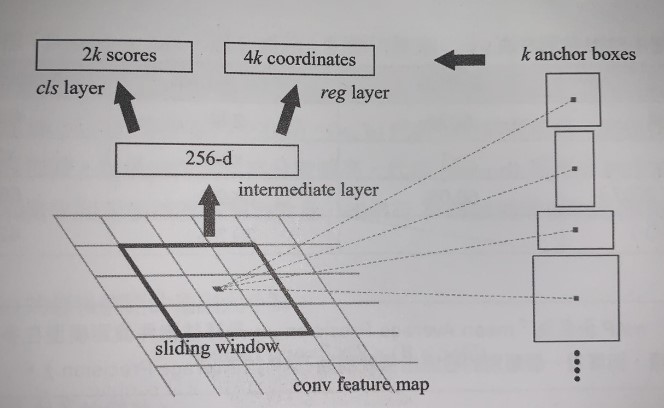 2k scores
4k coordinates
k anchor boxes
cls layer
reg layer
256-d
intermediate layer
sliding window
conv feature map